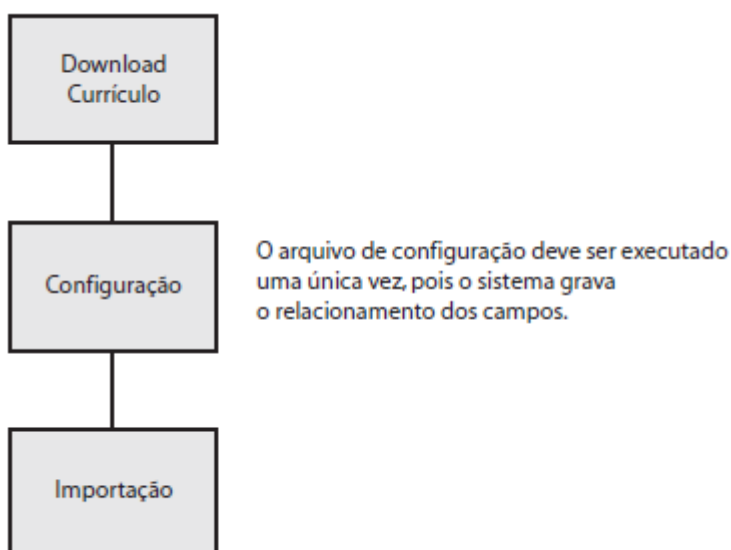 Download
Currículo
Configuração
O arquivo de configuração deve ser executado
uma única vez, pois o sistema grava
o relacionamento dos campos.
Importação